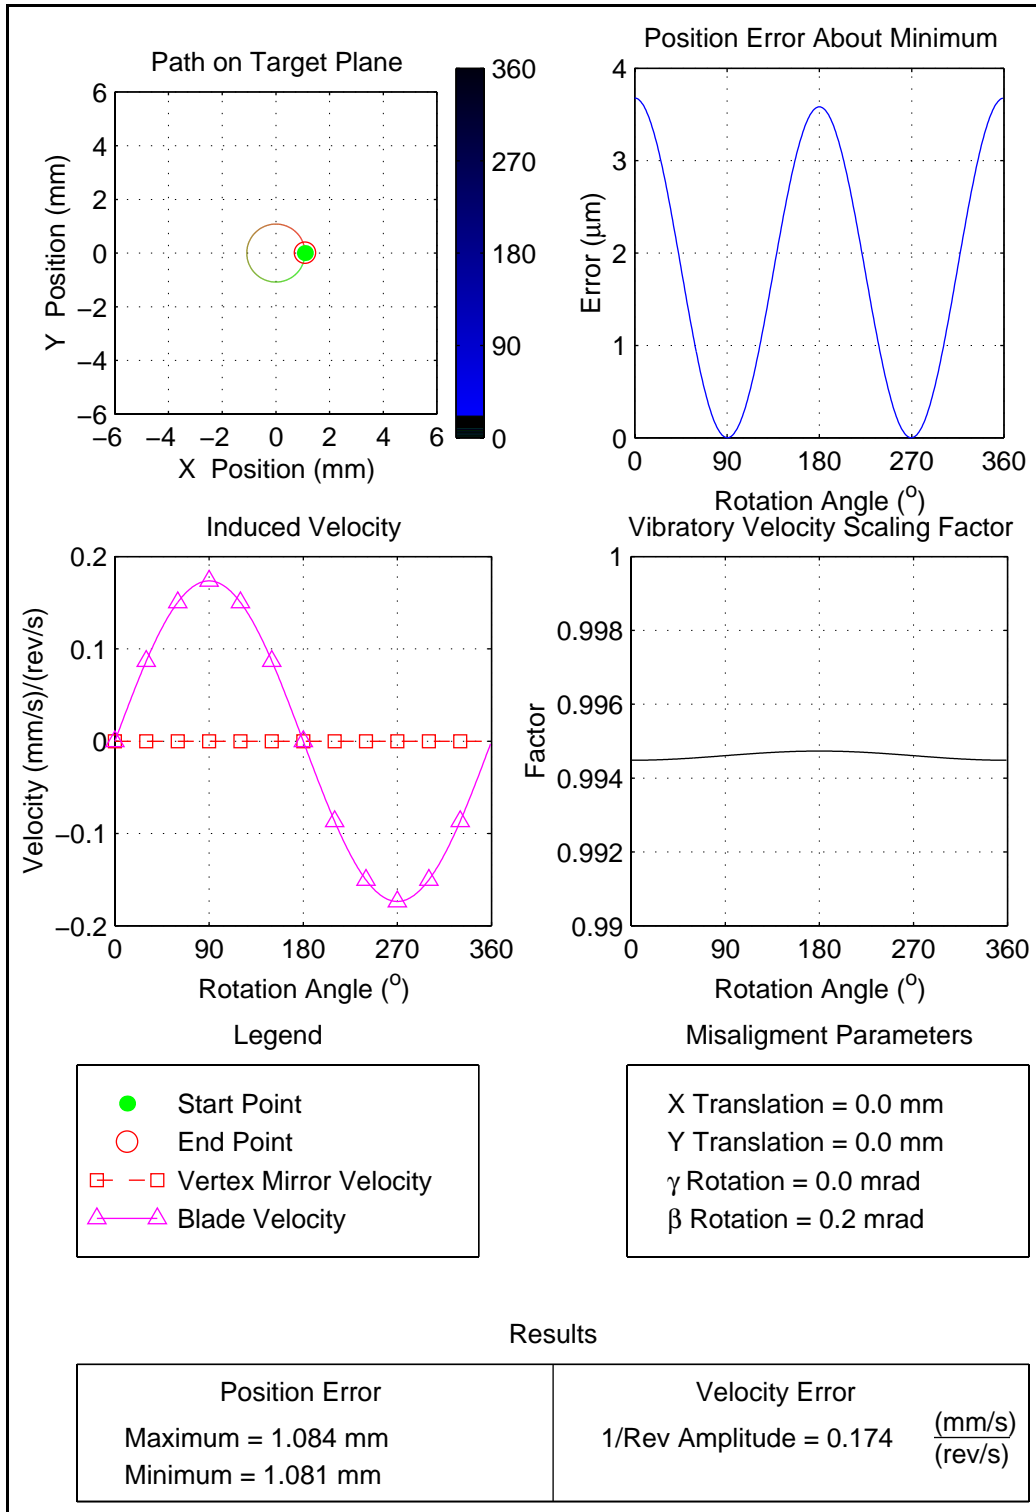 Path on Target Plane
6
4
2
0
−2
−4
−6
−6 −4 −2 0 2 4 6
Y Position (mm)
X Position (mm)
360
270
180
90
0
Position Error About Minimum
4
3
2
1
0
0 90 180 270 360
Error (μm)
Rotation Angle (o)
Induced Velocity
0.2
0.1
0
−0.1
−0.2
0 90 180 270 360
Velocity (mm/s)/(rev/s)
Rotation Angle (o)
Vibratory Velocity Scaling Factor
1
0.998
0.996
0.994
0.992
0.99
0 90 180 270 360
Factor
Rotation Angle (o)
Legend
Start Point
End Point
Vertex Mirror Velocity
Blade Velocity
Misaligment Parameters
X Translation = 0.0 mm
Y Translation = 0.0 mm
γ Rotation = 0.0 mrad
β Rotation = 0.2 mrad
Results
Position Error
Maximum = 1.084 mm
Minimum = 1.081 mm
Velocity Error
1/Rev Amplitude = 0.174 (mm/s)
(rev/s)